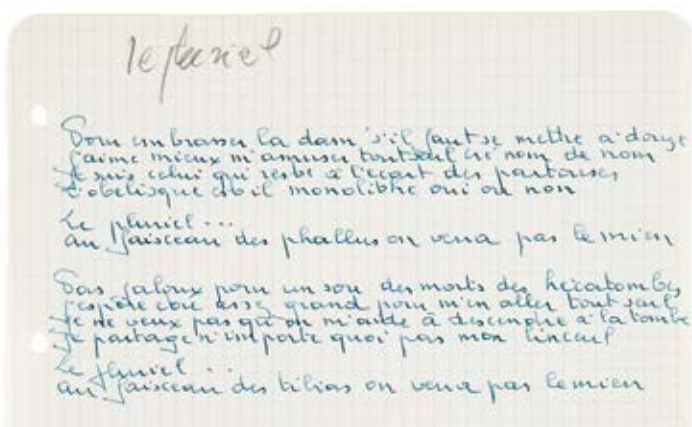 le pluriel
Pour embrasser la dam' s'il faut se mettre à douze
J'aime mieux m'amuser tout seul cré nom de nom
Je suis celui qui reste à l'écart des partouses
L'obélisque est il monolithe oui ou non
Le pluriel...
au faisceau des phallus on verra pas le mien
Pas jaloux pour un sou des morts des hécatombes
J'espère être assez grand pour m'en aller tout seul
Je ne veux pas qu'on m'aide à descendre à la tombe
Je partage n'importe quoi pas mon linceul
Le pluriel...
au faisceau des tibias on verra pas le mien